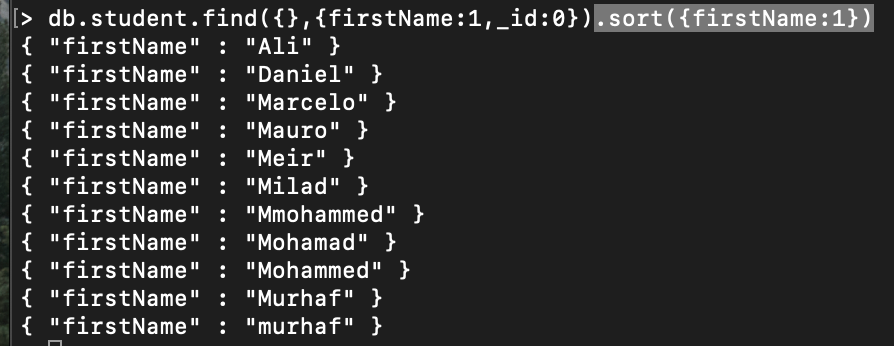 [> db.student.find({},{firstName:1,_id:0}).sort({firstName:1})
{ "firstName" : "Ali" }
{ "firstName" : "Daniel" }
{ "firstName" : "Marcelo" }
{ "firstName" : "Mauro" }
{ "firstName" : "Meir" }
{ "firstName" : "Milad" }
{ "firstName" : "Mmohammed" }
{ "firstName" : "Mohamad" }
{ "firstName" : "Mohammed" }
{ "firstName" : "Murhaf" }
{ "firstName" : "murhaf" }